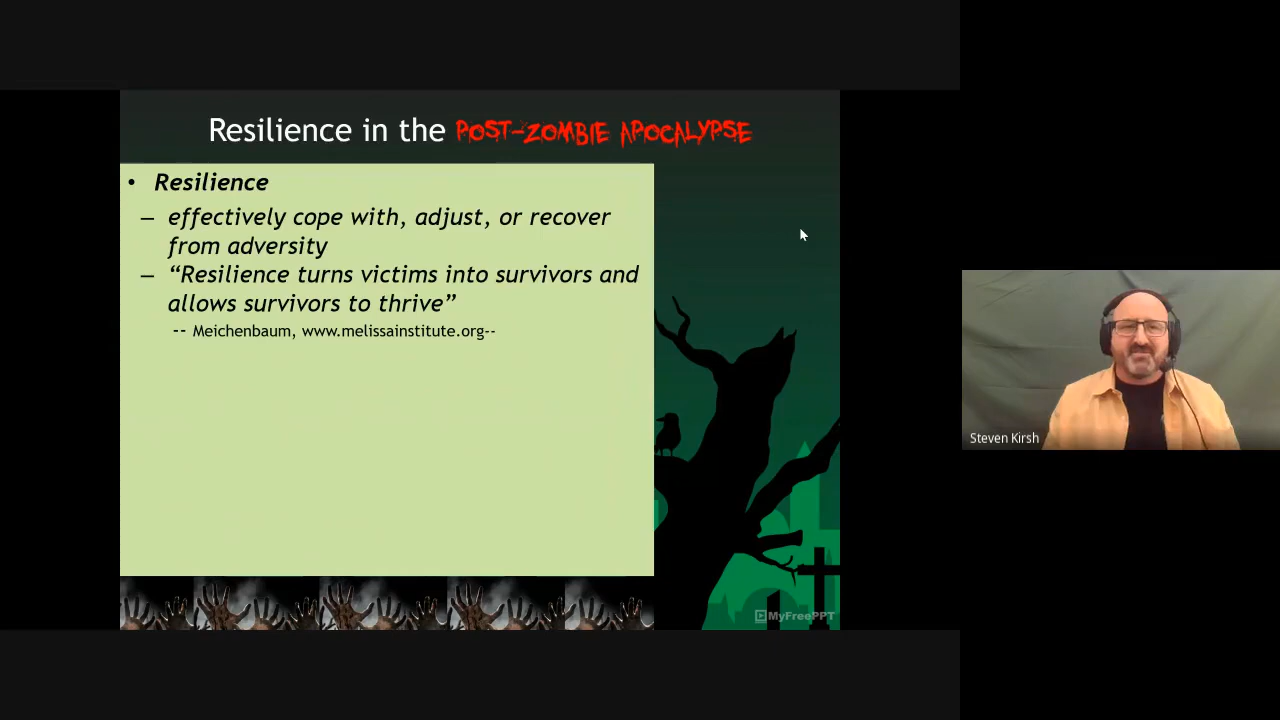 Resilience in the POST-ZOMBIE APOCALYPSE
• Resilience
– effectively cope with, adjust, or recover
from adversity
– “Resilience turns victims into survivors and
allows survivors to thrive”
-- Meichenbaum, www.melissainstitute.org--
Steven Kirsh
MyFreePPT